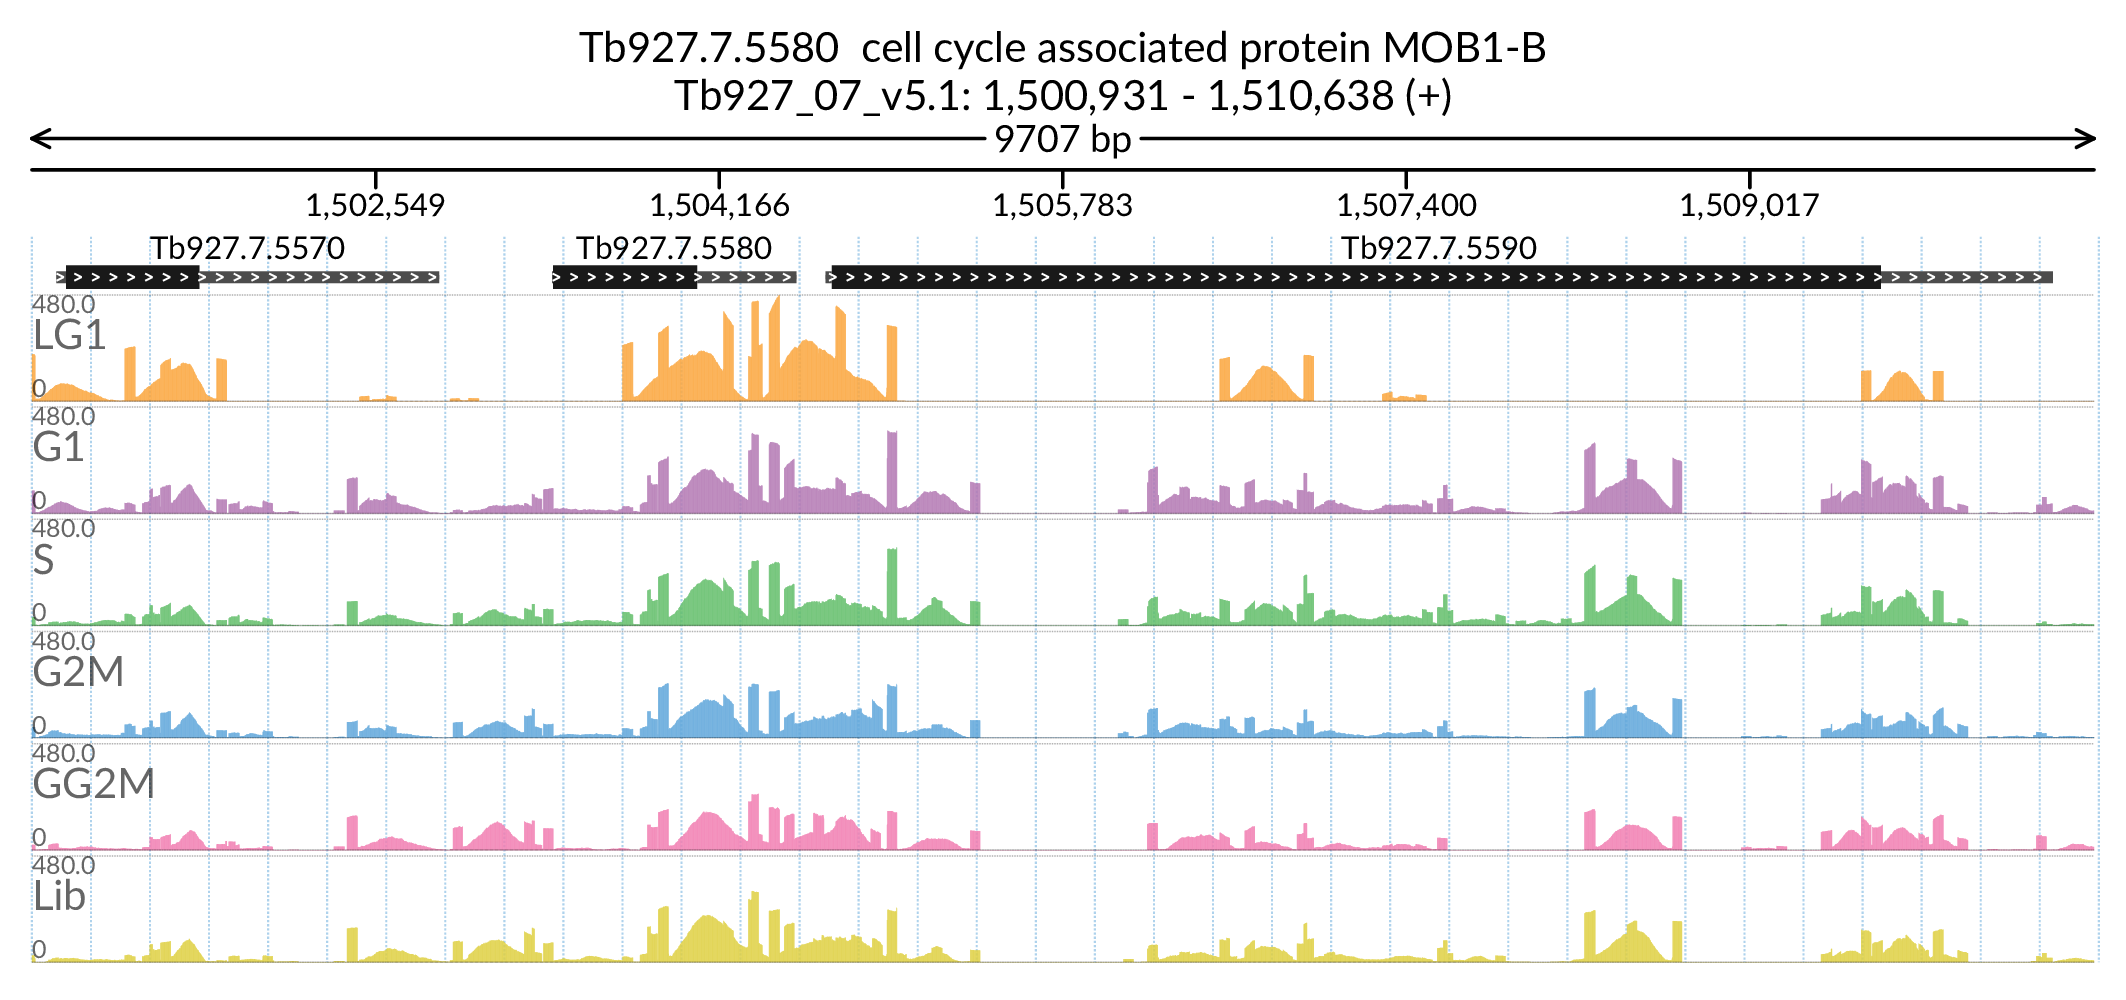 Tb927.7.5580  cell cycle associated protein MOB1-B
Tb927_07_v5.1: 1,500,931 - 1,510,638 (+)
9707 bp
1,502,549 1,504,166 1,505,783 1,507,400 1,509,017
Tb927.7.5570 Tb927.7.5580 Tb927.7.5590
480.0
LG1
0
480.0
G1
0
480.0
S
0
480.0
G2M
0
480.0
GG2M
0
480.0
Lib
0